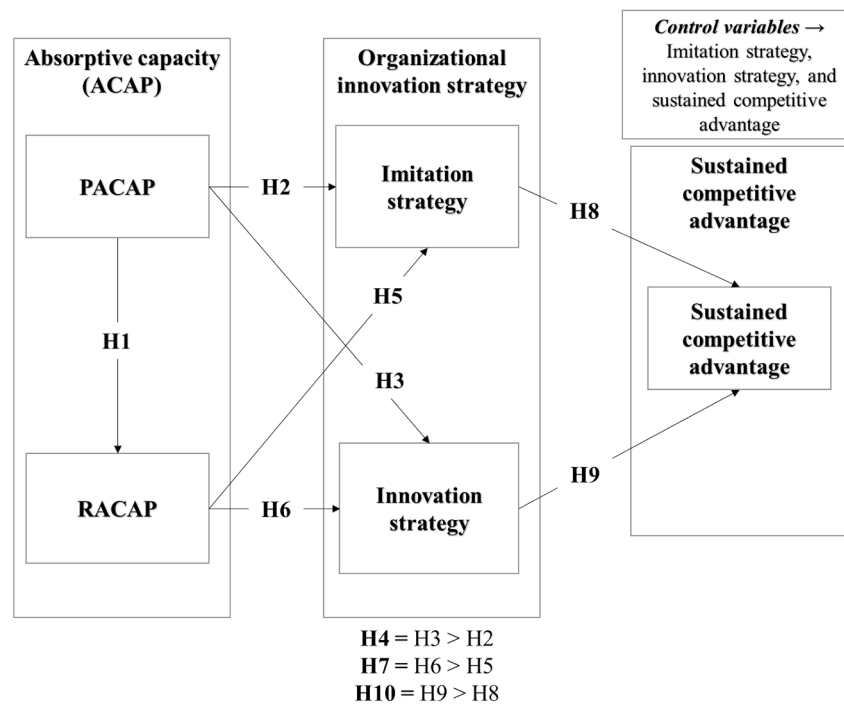 Absorptive capacity
(ACAP)
PACAP
H1
RACAP
H2
H5
H3
H6
Organizational
innovation strategy
Imitation
strategy
Innovation
strategy
H8
H9
Control variables →
Imitation strategy,
innovation strategy, and
sustained competitive
advantage
Sustained
competitive
advantage
Sustained
competitive
advantage
H4 = H3 > H2
H7 = H6 > H5
H10 = H9 > H8